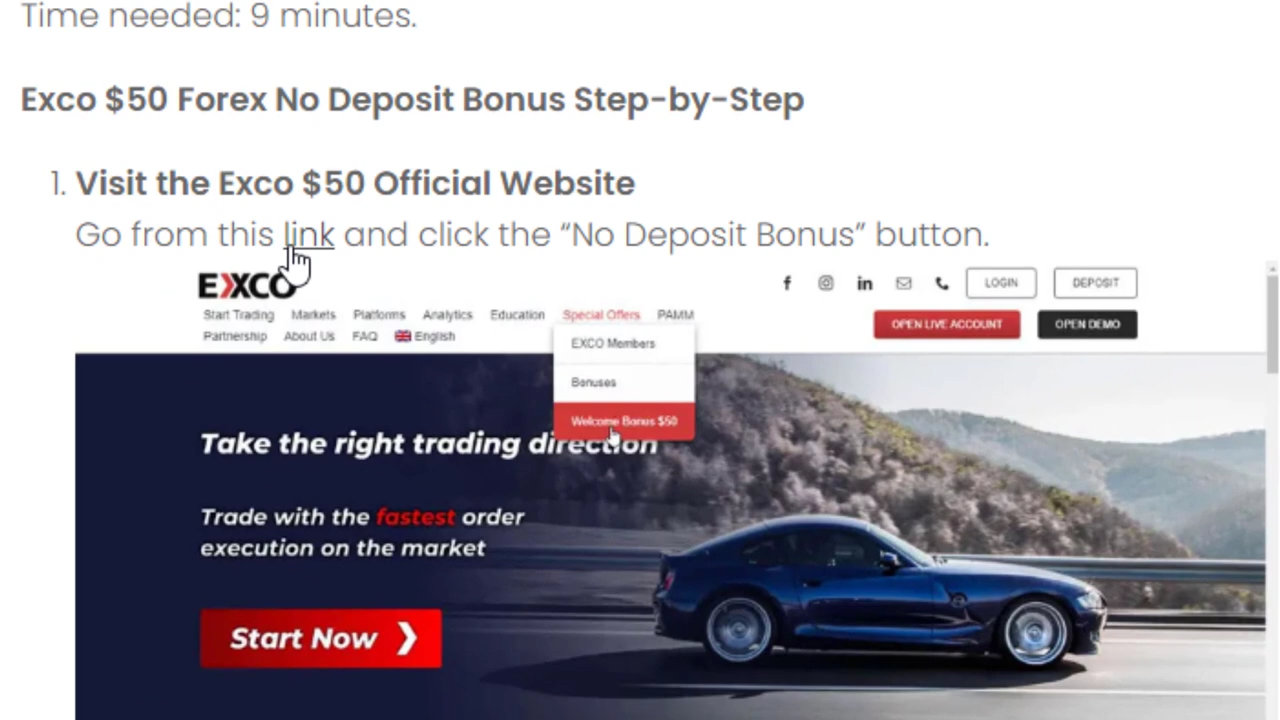 Time needed: 9 minutes.
Exco $50 Forex No Deposit Bonus Step-by-Step
1. Visit the Exco $50 Official Website
Go from this link and click the “No Deposit Bonus” button.
EXCO
LOGIN
DEPOSIT
Start Trading Markets Platforms Analytics Education Special Offers PAMM
OPEN LIVE ACCOUNT
OPEN DEMO
Partnership About Us FAQ English
EXCO Members
Bonuses
Welcome Bonus $50
Take the right trading direction
Trade with the fastest order
execution on the market
Start Now